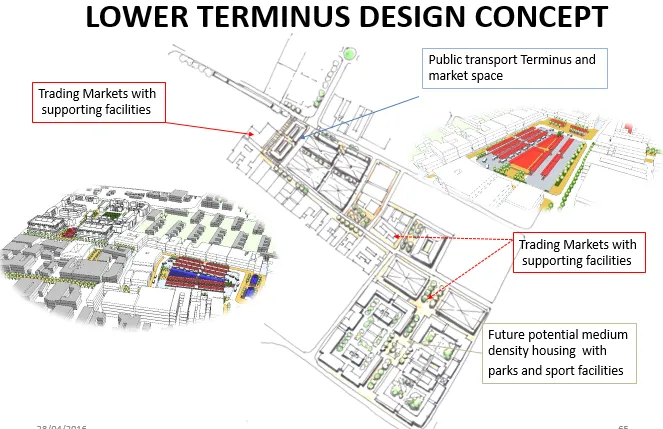 LOWER TERMINUS DESIGN CONCEPT
Public transport Terminus and
market space
Trading Markets with
supporting facilities
Trading Markets with
supporting facilities
Future potential medium
density housing with
parks and sport facilities
28/04/2016
65